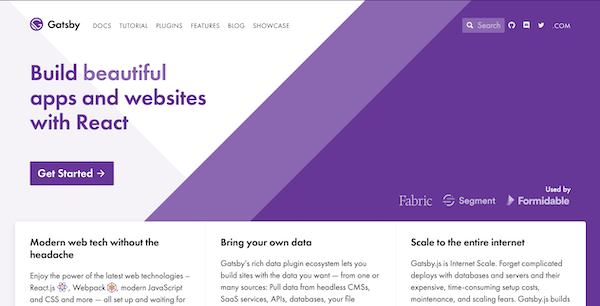 Gatsby DOCS TUTORIAL PLUGINS FEATURES BLOG SHOWCASE Search .COM
Build beautiful
apps and websites
with React
Get Started →
Used by
Fabric Segment Formidable
Modern web tech without the
headache
Enjoy the power of the latest web technologies –
React.js , Webpack , modern JavaScript
and CSS and more — all set up and waiting for
Bring your own data
Gatsby's rich data plugin ecosystem lets you
build sites with the data you want — from one or
many sources: Pull data from headless CMSs,
SaaS services, APIs, databases, your file
Scale to the entire internet
Gatsby.js is Internet Scale. Forget complicated
deploys with databases and servers and their
expensive, time-consuming setup costs,
maintenance, and scaling fears. Gatsby.js builds